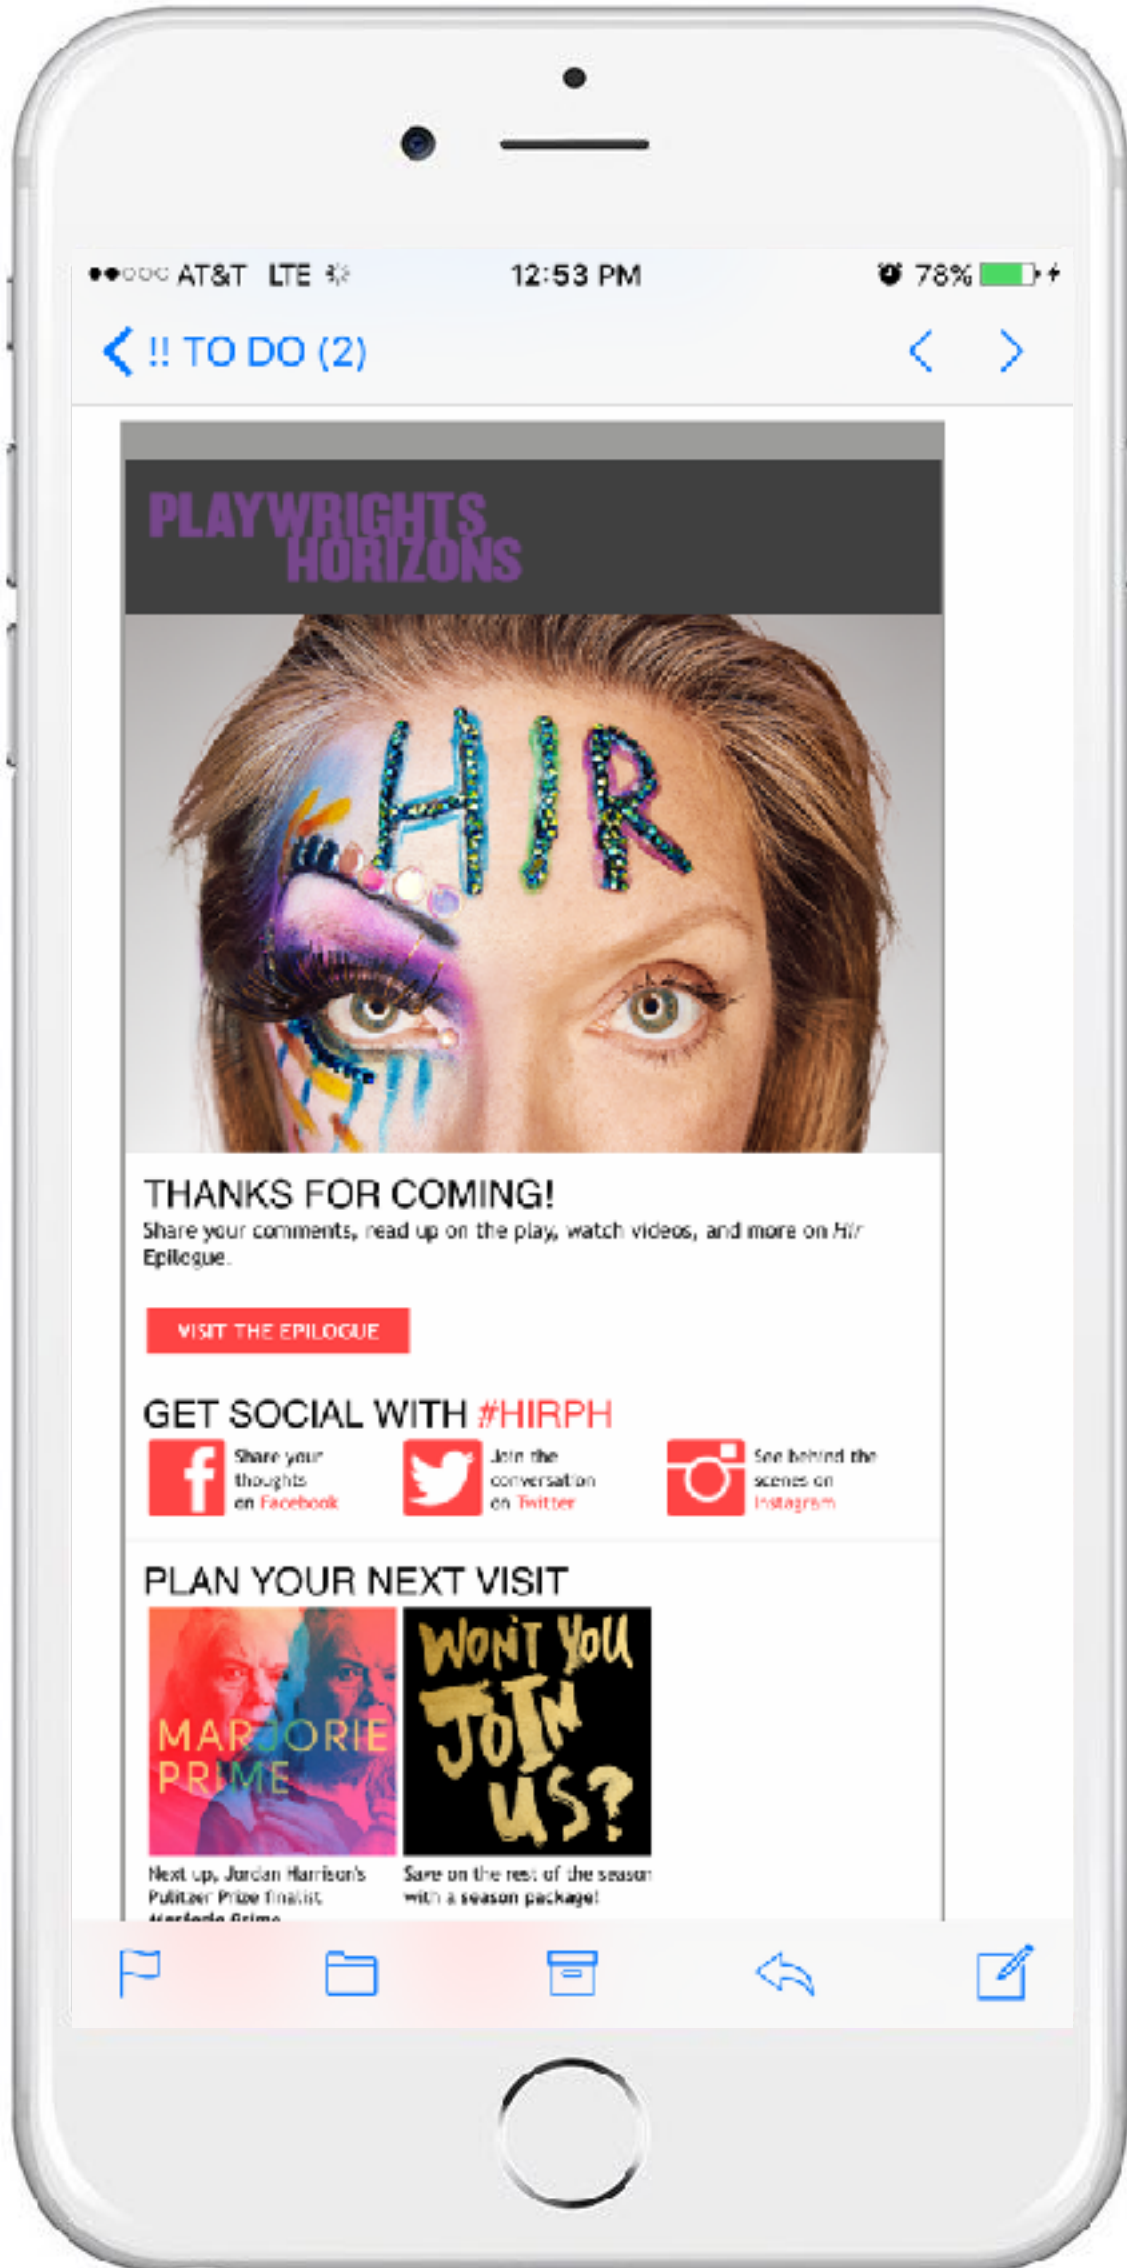 AT&T LTE 12:53 PM 78%
!! TO DO (2)
PLAYWRIGHTS
HORIZONS
HIR
THANKS FOR COMING!
Share your comments, read up on the play, watch videos, and more on Hir
Epilogue.
VISIT THE EPILOGUE
GET SOCIAL WITH #HIRPH
Share your
thoughts
on Facebook
Join the
conversation
on Twitter
See behind the
scenes on
Instagram
PLAN YOUR NEXT VISIT
MARJORIE
PRIME
WON'T YOU
JOIN
US?
Next up, Jordan Harrison's
Pulitzer Prize finalist
Marjorie Prime
Save on the rest of the season
with a season package!